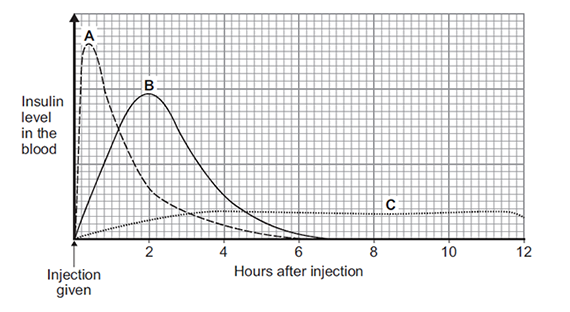 A
B
Insulin
level
in the
blood
C
2
4
6
8
10
12
Injection
given
Hours after injection